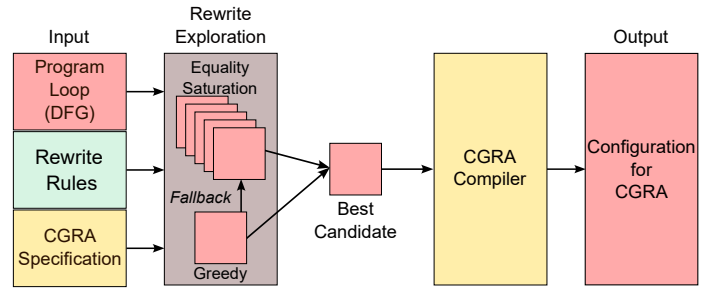 Input
Program
Loop
(DFG)
Rewrite
Rules
CGRA
Specification
Rewrite
Exploration
Equality
Saturation
Fallback
Greedy
Best
Candidate
CGRA
Compiler
Output
Configuration
for
CGRA